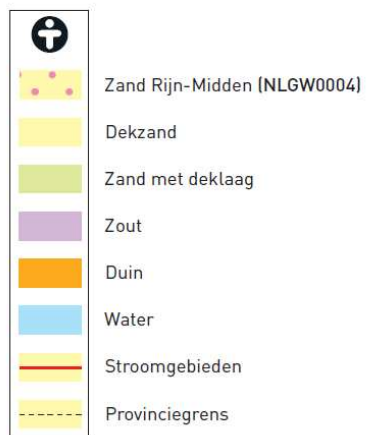 Zand Rijn-Midden (NLGW0004)
Dekzand
Zand met deklaag
Zout
Duin
Water
Stroomgebieden
Provinciegrens